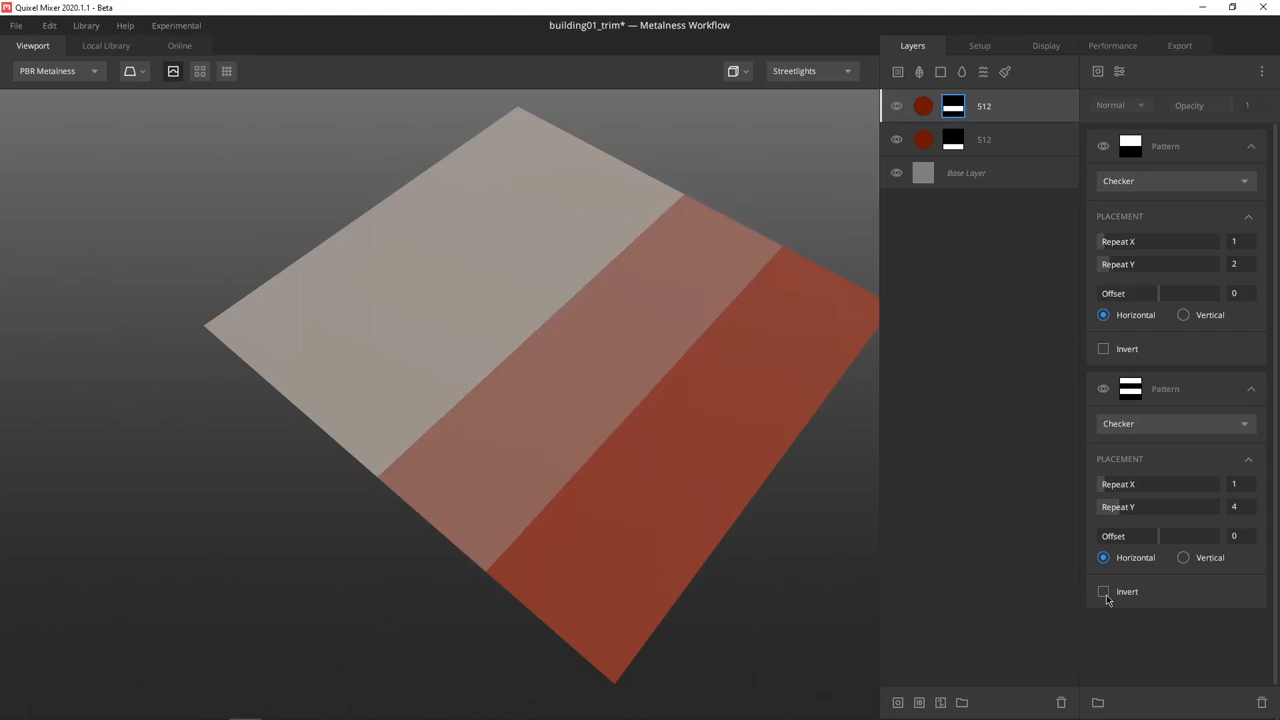 Quixel Mixer 2020.1.1 - Beta
File Edit Library Help Experimental
building01_trim* — Metalness Workflow
Viewport Local Library Online
Layers Setup Display Performance Export
PBR Metalness
Streetlights
512
512
Base Layer
Normal Opacity 1
Pattern
Checker
PLACEMENT
Repeat X 1
Repeat Y 2
Offset 0
Horizontal Vertical
Invert
Pattern
Checker
PLACEMENT
Repeat X 1
Repeat Y 4
Offset 0
Horizontal Vertical
Invert